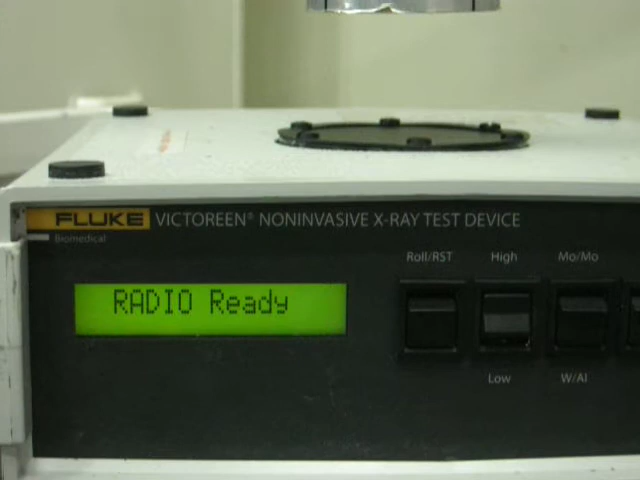 FLUKE VICTOREEN® NONINVASIVE X-RAY TEST DEVICE
Biomedical
Roll/RST High Mo/Mo
RADIO Ready
Low W/Al